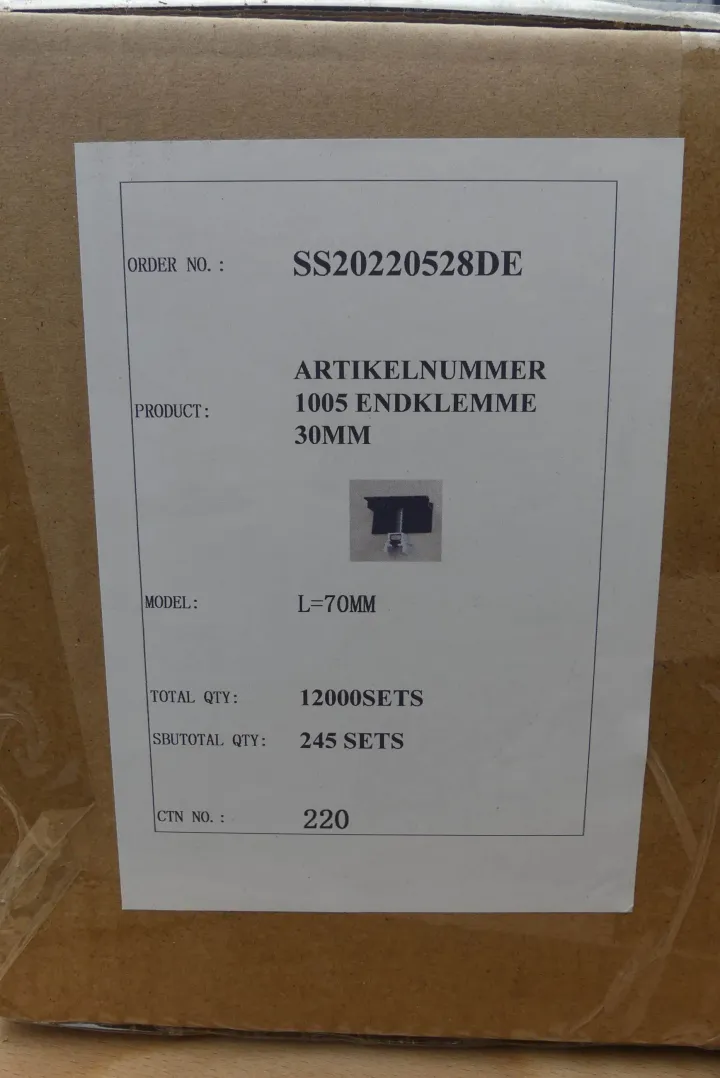 ORDER NO.: SS20220528DE
PRODUCT: ARTIKELNUMMER
1005 ENDKLEMME
30MM
MODEL: L=70MM
TOTAL QTY: 12000SETS
SBUTOTAL QTY: 245 SETS
CTN NO.: 220